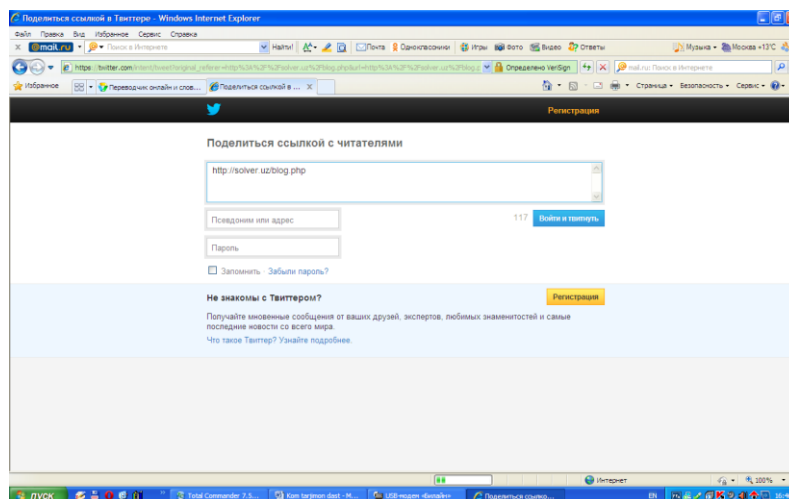 Поделиться ссылкой в Твиттере - Windows Internet Explorer
Файл Правка Вид Избранное Сервис Справка
@mail.ru Поиск в Интернете Найти! Почта Одноклассники Игры Фото Видео Ответы Музыка Москва +13°C
Определено VeriSign mail.ru: Поиск в Интернете
Избранное Переводчик онлайн и слов... Поделиться ссылкой в ... X Страница Безопасность Сервис
Регистрация
Поделиться ссылкой с читателями
http://solver.uz/blog.php
Псевдоним или адрес 117 Войти и твитнуть
Пароль
Запомнить · Забыли пароль?
Не знакомы с Твиттером? Регистрация
Получайте мновенные сообщения от ваших друзей, экспертов, любимых знаменитостей и самые
последние новости со всего мира.
Что такое Твиттер? Узнайте подробнее.
Интернет 100%
пуск Total Commander 7.5... Kom tarjimon dast - M... USB-модем «Билайн» Поделиться ссылко... EN